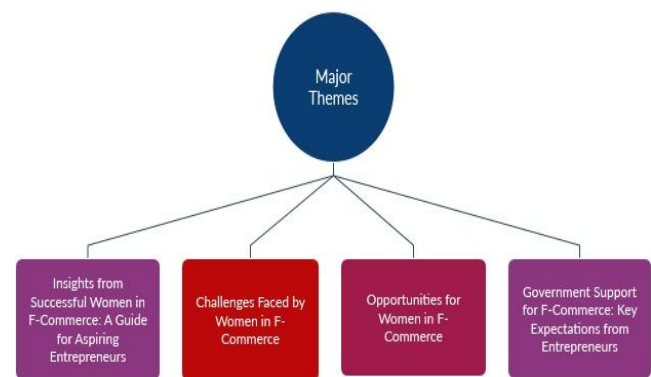 Major
Themes
Insights from
Successful Women in
F-Commerce: A Guide
for Aspiring
Entrepreneurs
Challenges Faced by
Women in F-
Commerce
Opportunities for
Women in F-
Commerce
Government Support
for F-Commerce: Key
Expectations from
Entrepreneurs